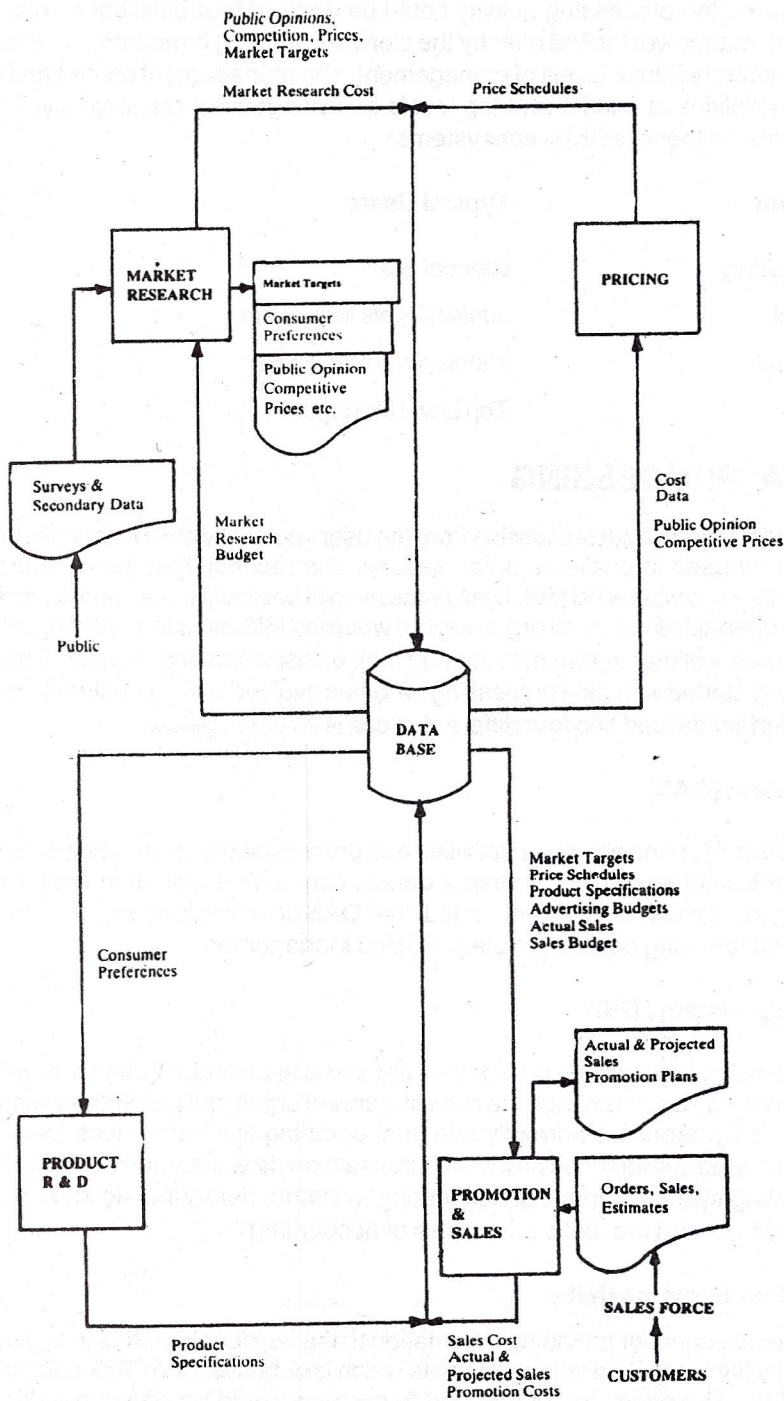 Public Opinions,
Competition, Prices,
Market Targets
Market Research Cost
Price Schedules
MARKET
RESEARCH
Market Targets
Consumer
Preferences
Public Opinion
Competitive
Prices etc.
PRICING
Surveys &
Secondary Data
Public
Market
Research
Budget
Cost
Data
Public Opinion
Competitive Prices
DATA
BASE
Consumer
Preferences
Market Targets
Price Schedules
Product Specifications
Advertising Budgets
Actual Sales
Sales Budget
Actual & Projected
Sales
Promotion Plans
PRODUCT
R & D
PROMOTION
&
SALES
Orders, Sales,
Estimates
SALES FORCE
CUSTOMERS
Product
Specifications
Sales Cost
Actual &
Projected Sales
Promotion Costs